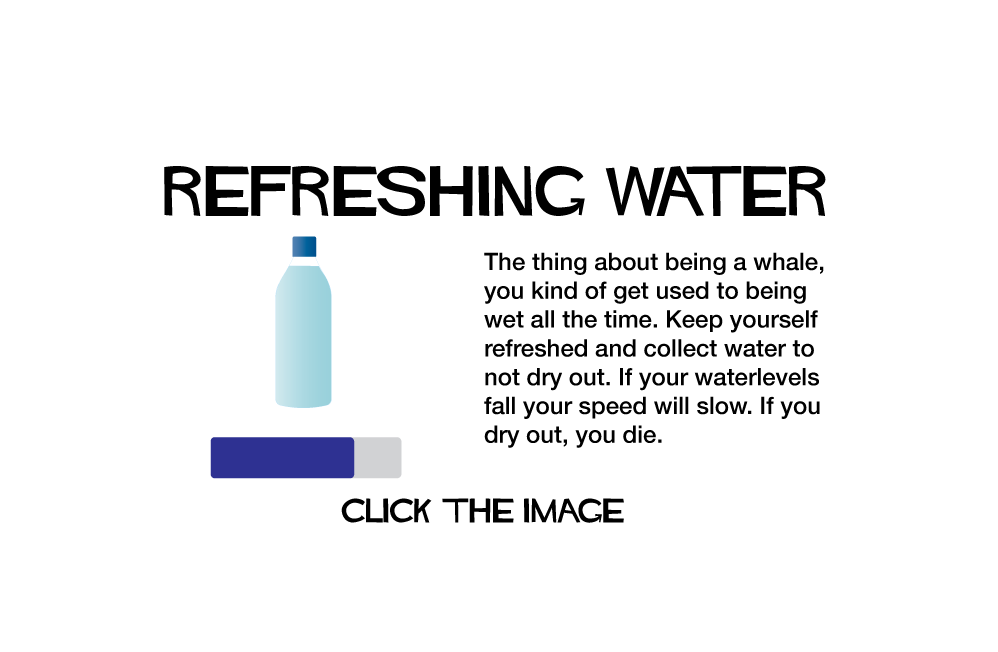 REFRESHING WATER
The thing about being a whale,
you kind of get used to being
wet all the time. Keep yourself
refreshed and collect water to
not dry out. If your waterlevels
fall your speed will slow. If you
dry out, you die.
CLICK THE IMAGE